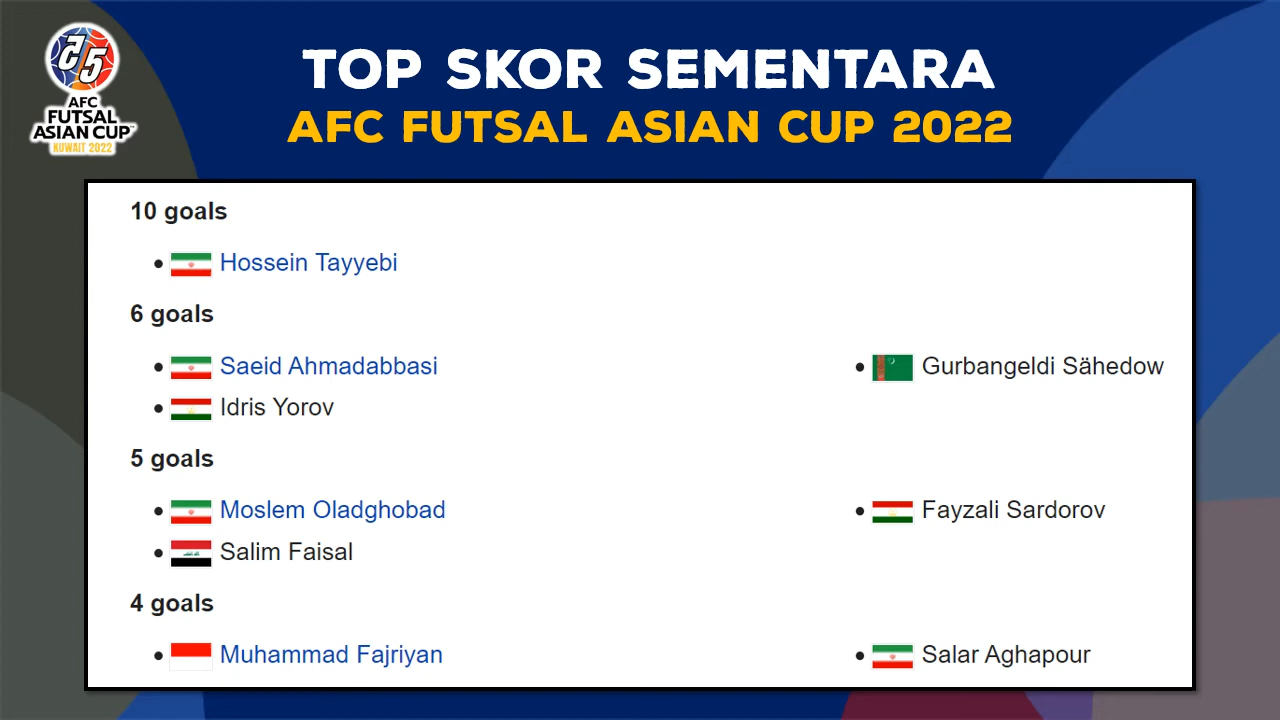 AFC
FUTSAL
ASIAN CUP
KUWAIT 2022
TOP SKOR SEMENTARA
AFC FUTSAL ASIAN CUP 2022
10 goals
Hossein Tayyebi
6 goals
Saeid Ahmadabbasi
Gurbangeldi Sähedow
Idris Yorov
5 goals
Moslem Oladghobad
Fayzali Sardorov
Salim Faisal
4 goals
Muhammad Fajriyan
Salar Aghapour